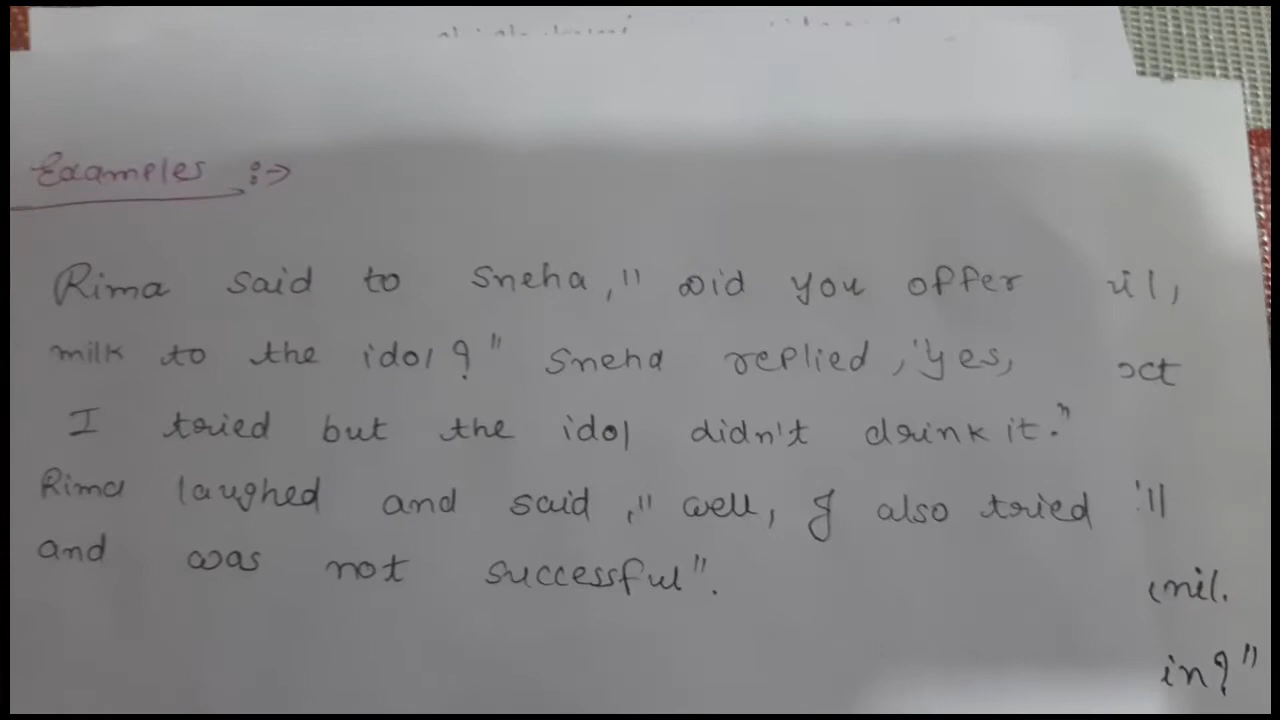 Examples :->
Rima said to Sneha," Did you offer
milk to the idol?" Sneha replied,"yes,
I tried but the idol didn't drink it."
Rima laughed and said," well, I also tried
and was not successful".
in?"